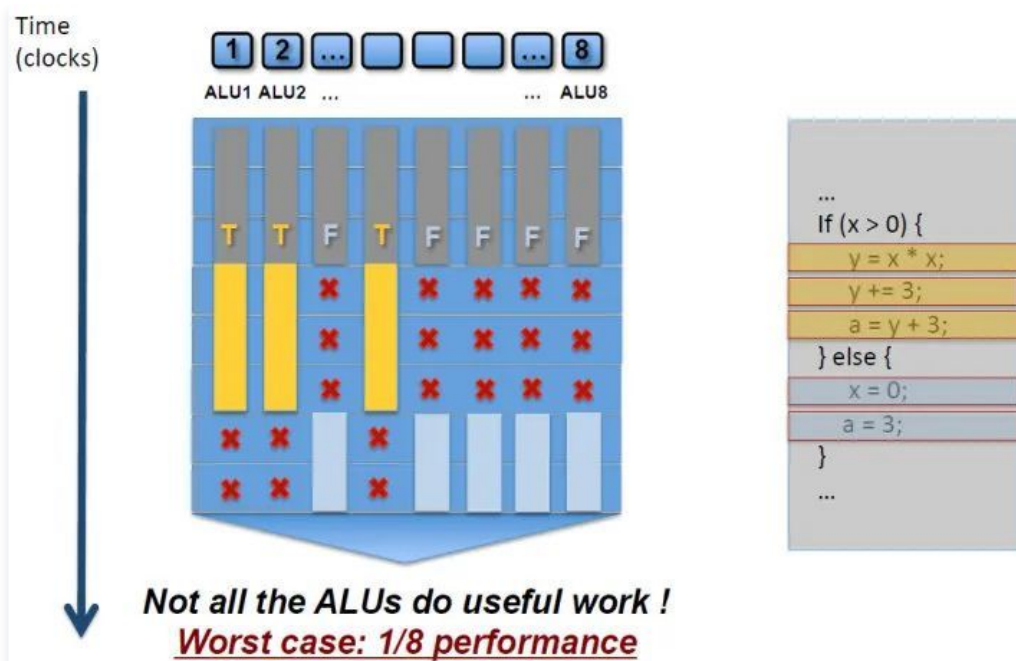 Time
(clocks)
1 2 ... ... 8
ALU1 ALU2 ... ... ALU8
T T F T F F F F
...
If (x > 0) {
y = x * x;
y += 3;
a = y + 3;
} else {
x = 0;
a = 3;
}
...
Not all the ALUs do useful work !
Worst case: 1/8 performance